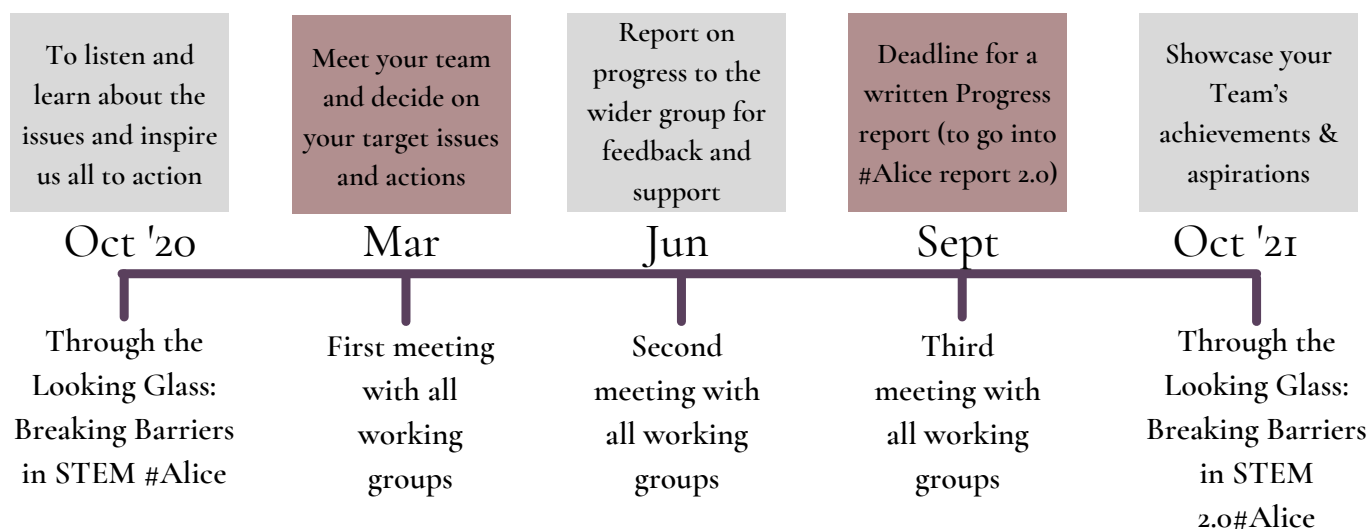 To listen and
learn about the
issues and inspire
us all to action
Meet your team
and decide on
your target issues
and actions
Report on
progress to the
wider group for
feedback and
support
Deadline for a
written Progress
report (to go into
#Alice report 2.0)
Showcase your
Team's
achievements &
aspirations
Oct '20
Mar
Jun
Sept
Oct '21
Through the
Looking Glass:
Breaking Barriers
in STEM #Alice
First meeting
with all
working
groups
Second
meeting with
all working
groups
Third
meeting with
all working
groups
Through the
Looking Glass:
Breaking Barriers
in STEM
2.0#Alice